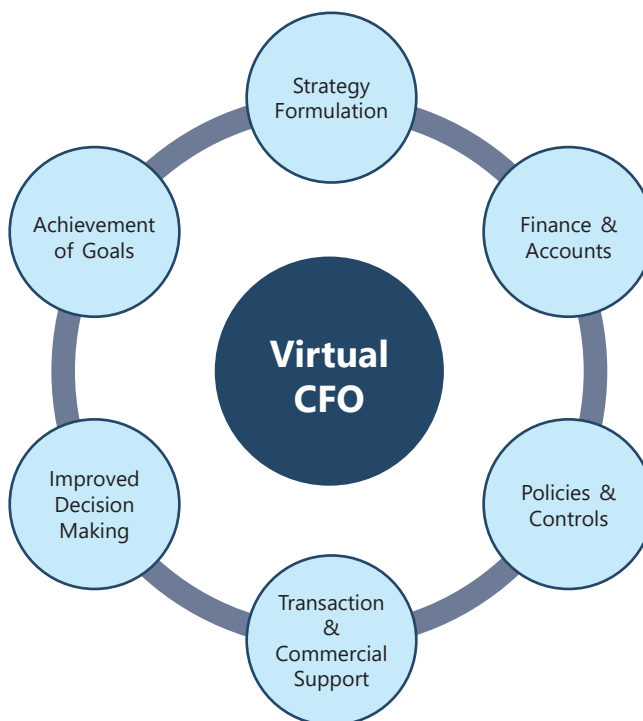 Strategy
Formulation
Finance &
Accounts
Policies &
Controls
Transaction
&
Commercial
Support
Improved
Decision
Making
Achievement
of Goals
Virtual
CFO